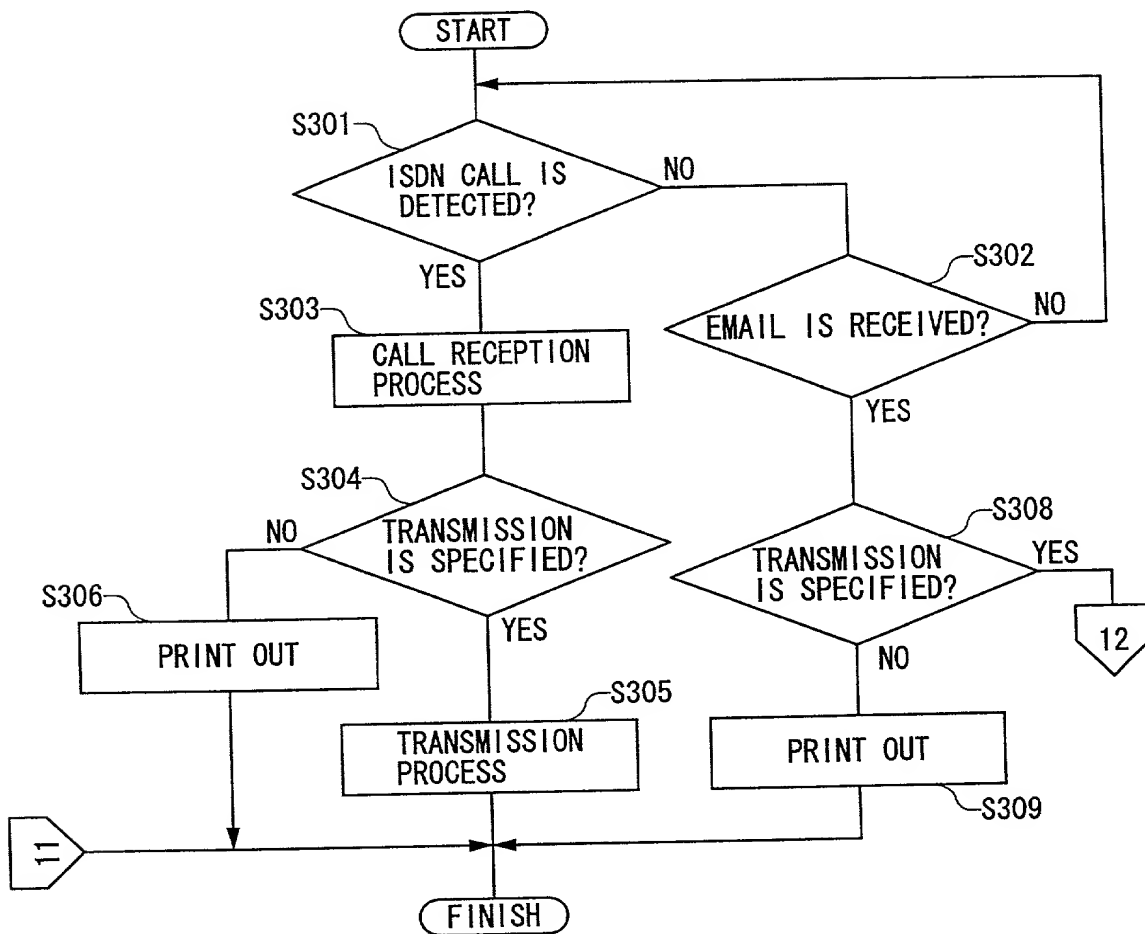 START
S301
ISDN CALL IS
DETECTED?
NO
YES
S302
EMAIL IS RECEIVED?
NO
YES
S303
CALL RECEPTION
PROCESS
S304
TRANSMISSION
IS SPECIFIED?
NO
YES
S308
TRANSMISSION
IS SPECIFIED?
YES
NO
12
S306
PRINT OUT
S305
TRANSMISSION
PROCESS
PRINT OUT
S309
11
FINISH